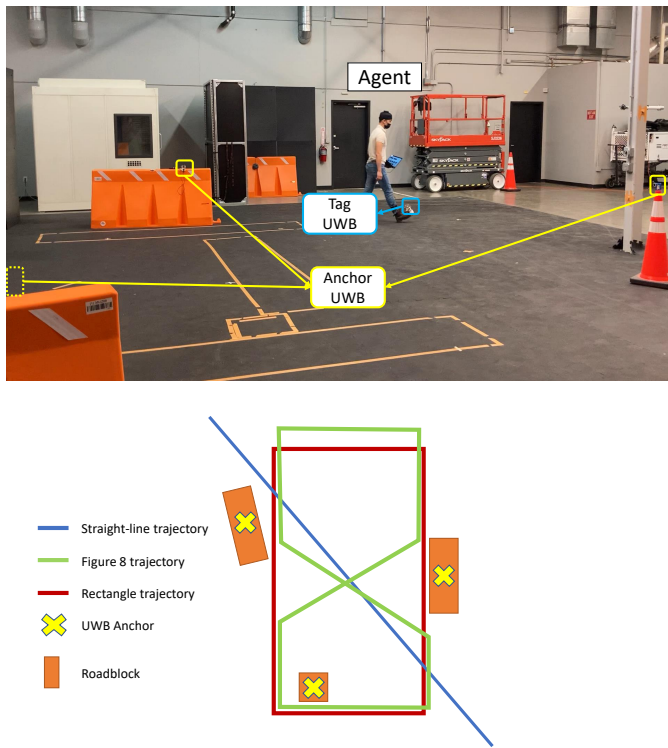 Agent
Tag
UWB
Anchor
UWB
Straight-line trajectory
Figure 8 trajectory
Rectangle trajectory
UWB Anchor
Roadblock